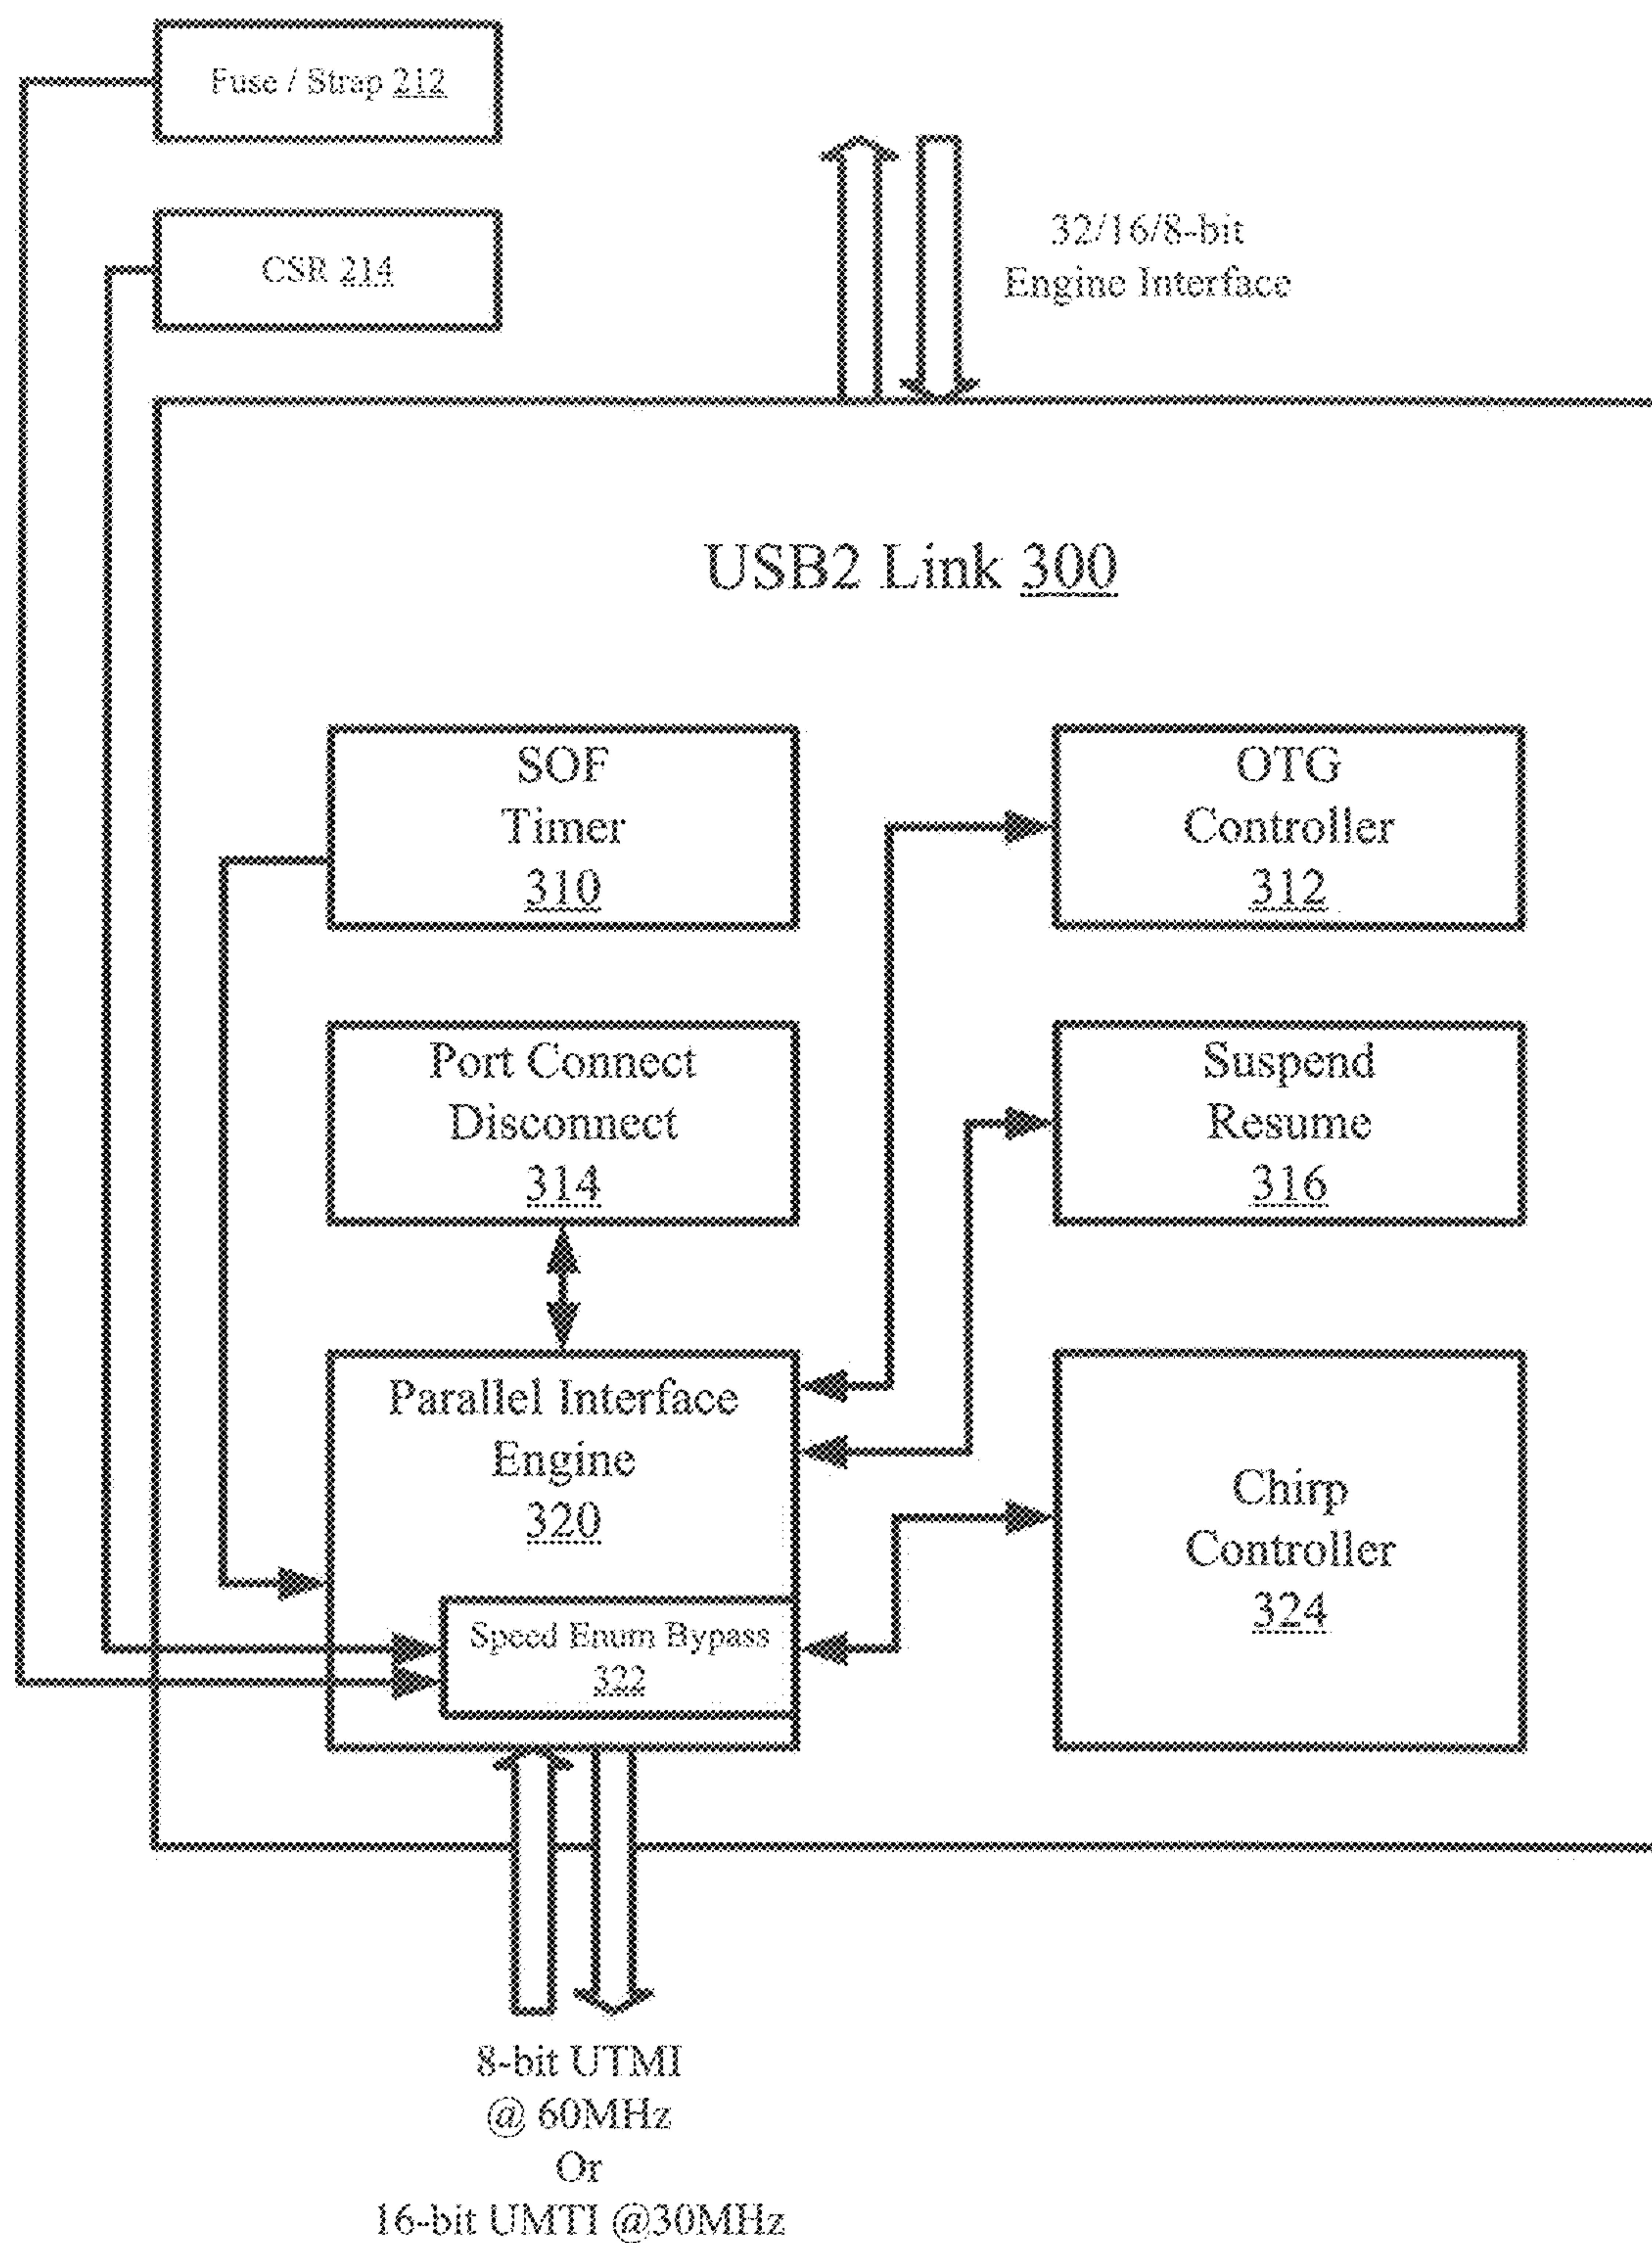 Fuse / Strap 212
CSR 214
32/16/8-bit
Engine Interface
USB2 Link 300
SOF
Timer
310
OTG
Controller
312
Port Connect
Disconnect
314
Suspend
Resume
316
Parallel Interface
Engine
320
Speed Enum Bypass
322
Chirp
Controller
324
8-bit UTMI
@ 60MHz
Or
16-bit UMTI @30MHz